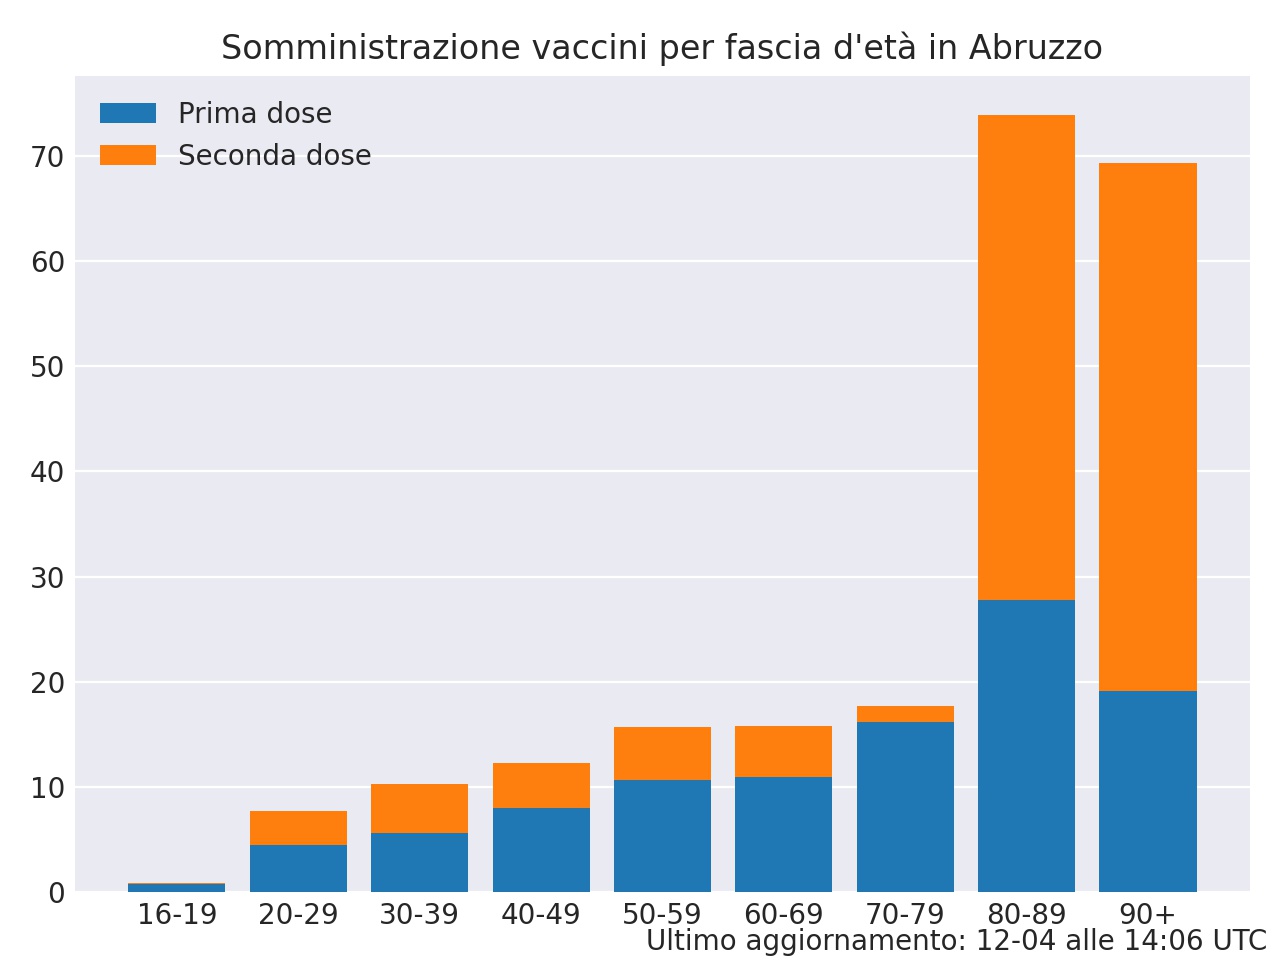 Somministrazione vaccini per fascia d'età in Abruzzo
Prima dose
Seconda dose
70
60
50
40
30
20
10
0
16-19 20-29 30-39 40-49 50-59 60-69 70-79 80-89 90+
Ultimo aggiornamento: 12-04 alle 14:06 UTC